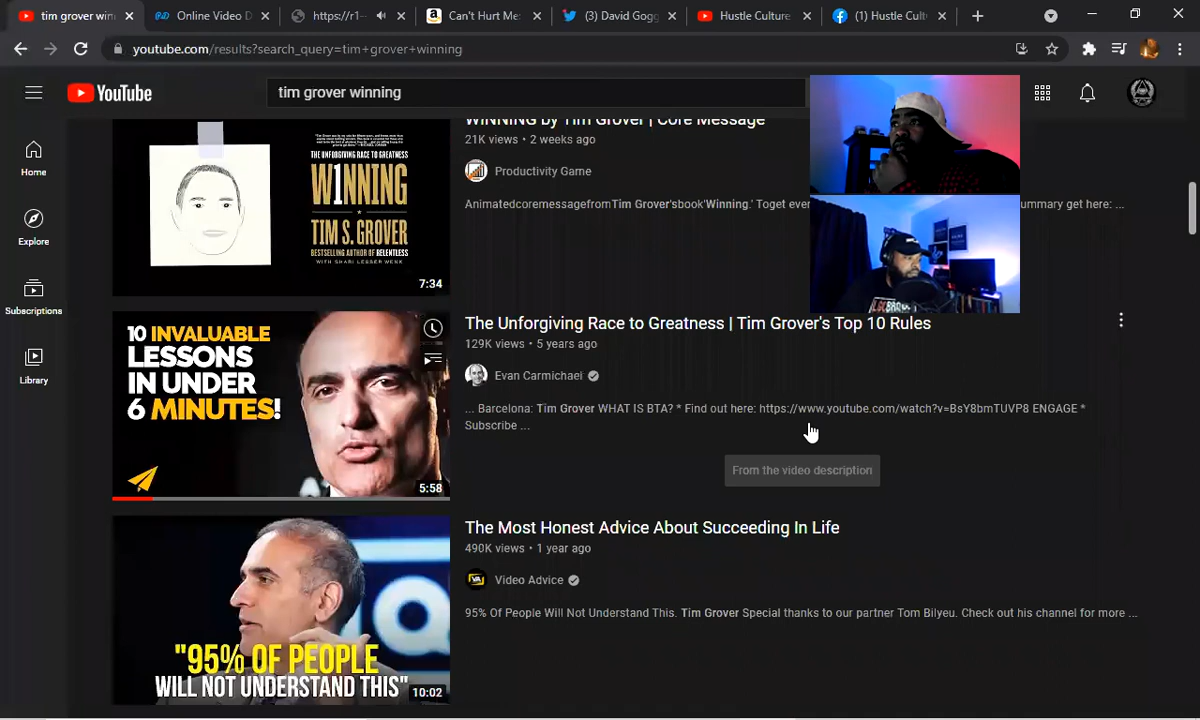 tim grover win
Online Video D
https://r1--
Can't Hurt Me:
(3) David Gogg
Hustle Culture
(1) Hustle Cult
youtube.com/results?search_query=tim+grover+winning
YouTube
tim grover winning
Home
Explore
Subscriptions
Library
THE UNFORGIVING RACE TO GREATNESS
W1NNING
TIM S. GROVER
BESTSELLING AUTHOR OF RELENTLESS
WITH SHARI LESSER WENK
7:34
WINNING by Tim Grover | Core Message
21K views • 2 weeks ago
Productivity Game
AnimatedcoremessagefromTim Grover'sbook'Winning.' Toget ever
ummary get here: ...
10 INVALUABLE
LESSONS
IN UNDER
6 MINUTES!
5:58
The Unforgiving Race to Greatness | Tim Grover's Top 10 Rules
129K views • 5 years ago
Evan Carmichael
... Barcelona: Tim Grover WHAT IS BTA? * Find out here: https://www.youtube.com/watch?v=BsY8bmTUVP8 ENGAGE *
Subscribe ...
From the video description
"95% OF PEOPLE
WILL NOT UNDERSTAND THIS"
10:02
The Most Honest Advice About Succeeding In Life
490K views • 1 year ago
VA
Video Advice
95% Of People Will Not Understand This. Tim Grover Special thanks to our partner Tom Bilyeu. Check out his channel for more ...